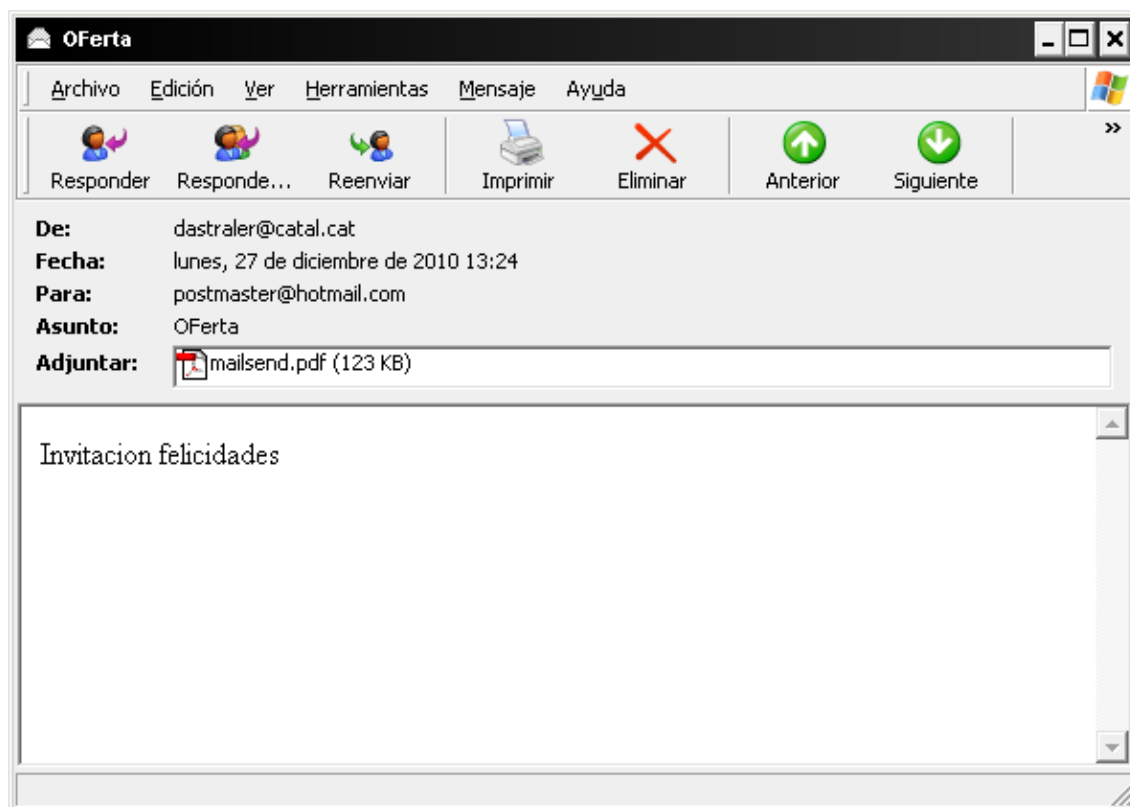 OFerta
Archivo Edición Ver Herramientas Mensaje Ayuda
Responder Responde... Reenviar Imprimir Eliminar Anterior Siguiente »
De: dastraler@catal.cat
Fecha: lunes, 27 de diciembre de 2010 13:24
Para: postmaster@hotmail.com
Asunto: OFerta
Adjuntar: mailsend.pdf (123 KB)
Invitacion felicidades